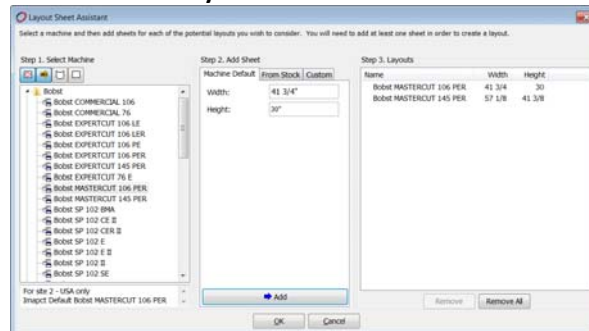 Layout Sheet Assistant
Select a machine and then add sheets for each of the potential layouts you wish to consider. You will need to add at least one sheet in order to create a layout.
Step 1. Select Machine
Step 2. Add Sheet
Step 3. Layouts
Machine Default From Stock Custom
Name Width Height
Bobst
Bobst COMMERCIAL 106
Bobst COMMERCIAL 76
Bobst EXPERTCUT 106 LE
Bobst EXPERTCUT 106 LER
Bobst EXPERTCUT 106 PE
Bobst EXPERTCUT 106 PER
Bobst EXPERTCUT 145 PER
Bobst EXPERTCUT 76 E
Bobst MASTERCUT 106 PER
Bobst MASTERCUT 145 PER
Bobst SP 102 BMA
Bobst SP 102 CE II
Bobst SP 102 CER II
Bobst SP 102 E
Bobst SP 102 E II
Bobst SP 102 II
Bobst SP 102 SE
Width: 41 3/4"
Height: 30"
Bobst MASTERCUT 106 PER 41 3/4 30
Bobst MASTERCUT 145 PER 57 1/8 41 3/8
For site 2 - USA only
Imapct Default Bobst MASTERCUT 106 PER
Add
Remove Remove All
OK Cancel